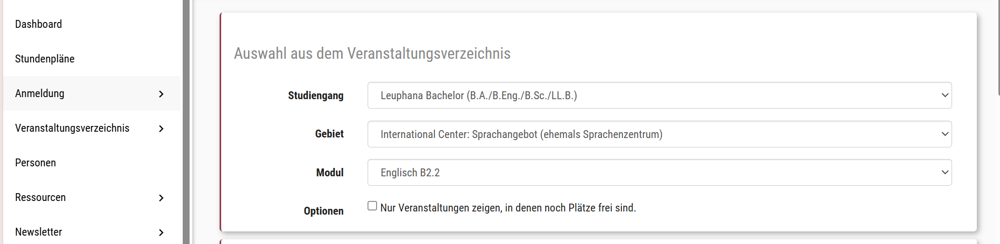 Dashboard
Stundenpläne
Anmeldung
Veranstaltungsverzeichnis
Personen
Ressourcen
Newsletter
Auswahl aus dem Veranstaltungsverzeichnis
Studiengang Leuphana Bachelor (B.A./B.Eng./B.Sc./LL.B.)
Gebiet International Center: Sprachangebot (ehemals Sprachenzentrum)
Modul Englisch B2.2
Optionen Nur Veranstaltungen zeigen, in denen noch Plätze frei sind.